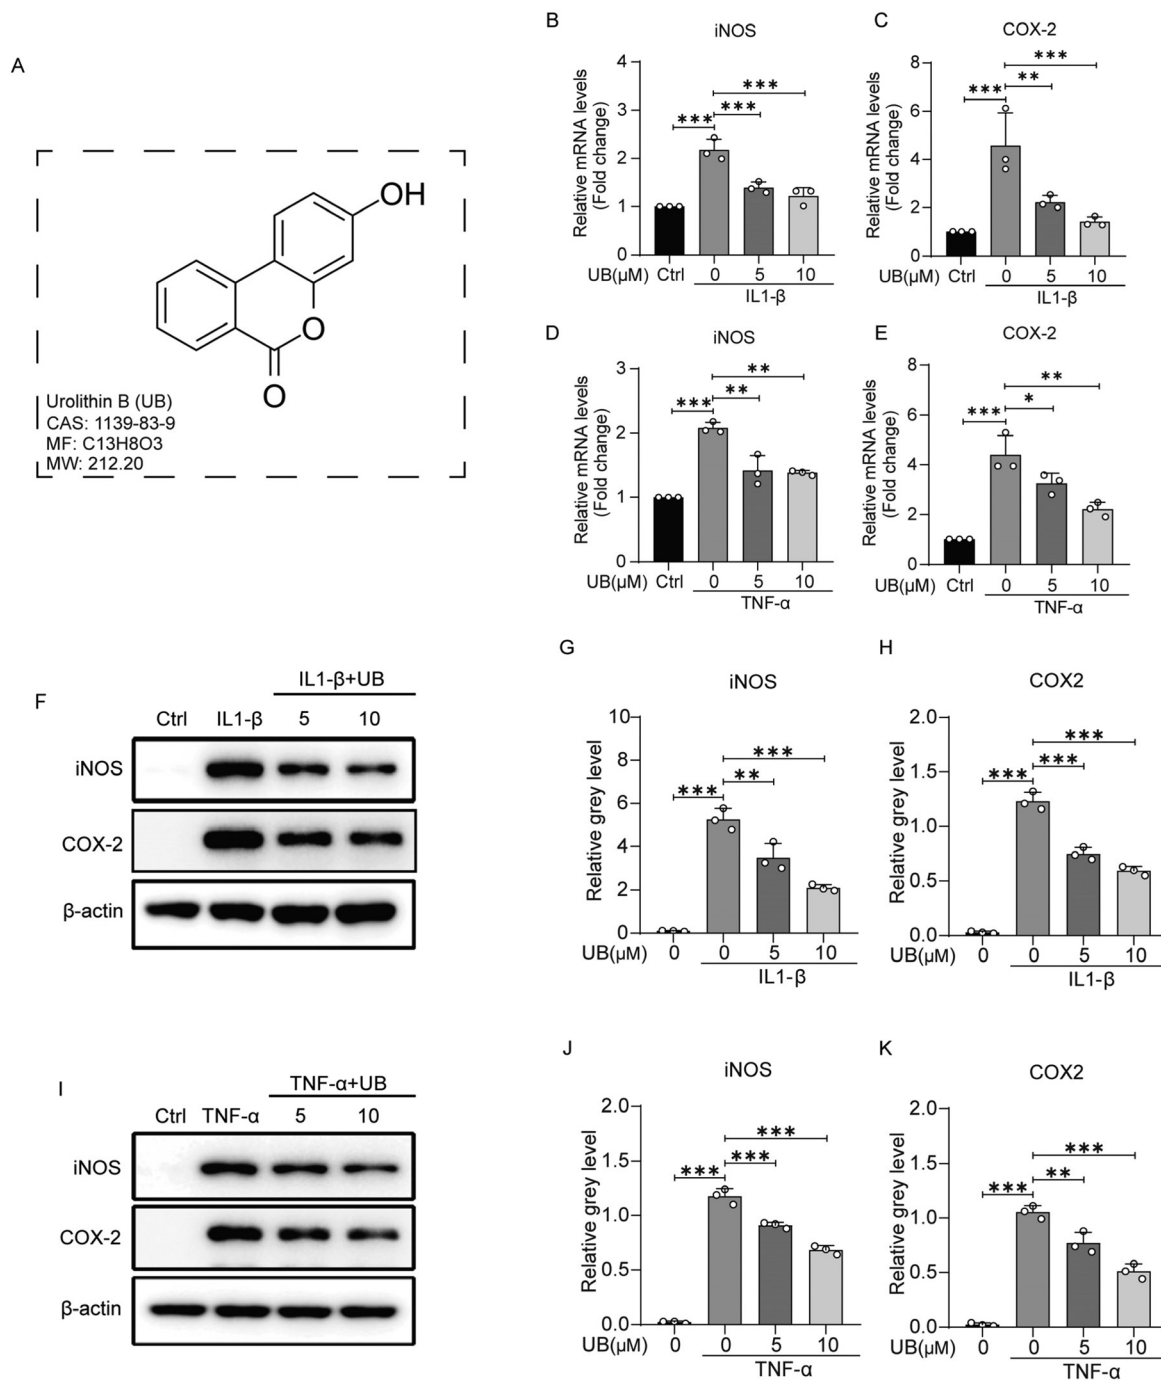 A
OH
O
O
Urolithin B (UB)
CAS: 1139-83-9
MF: C13H8O3
MW: 212.20
B
iNOS
Relative mRNA levels
(Fold change)
4
3
2
1
0
***
***
***
UB(μM) Ctrl 0 5 10
IL1-β
C
COX-2
Relative mRNA levels
(Fold change)
8
6
4
2
0
***
**
***
UB(μM) Ctrl 0 5 10
IL1-β
D
iNOS
Relative mRNA levels
(Fold change)
3
2
1
0
**
**
***
UB(μM) Ctrl 0 5 10
TNF-α
E
COX-2
Relative mRNA levels
(Fold change)
8
6
4
2
0
**
*
***
UB(μM) Ctrl 0 5 10
TNF-α
F
IL1-β+UB
Ctrl IL1-β 5 10
iNOS
COX-2
β-actin
G
iNOS
Relative grey level
10
8
6
4
2
0
***
**
***
UB(μM) 0 0 5 10
IL1-β
H
COX2
Relative grey level
2.0
1.5
1.0
0.5
0.0
***
***
***
UB(μM) 0 0 5 10
IL1-β
I
TNF-α+UB
Ctrl TNF-α 5 10
iNOS
COX-2
β-actin
J
iNOS
Relative grey level
2.0
1.5
1.0
0.5
0.0
***
***
***
UB(μM) 0 0 5 10
TNF-α
K
COX2
Relative grey level
2.0
1.5
1.0
0.5
0.0
***
**
***
UB(μM) 0 0 5 10
TNF-α